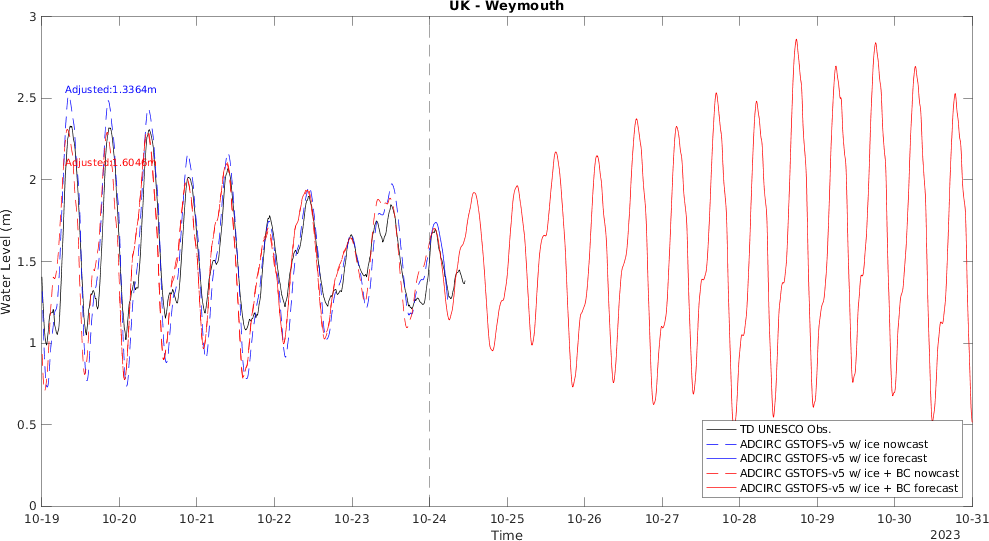 UK - Weymouth
3
2.5
2
1.5
1
0.5
0
Water Level (m)
Adjusted:1.3364m
Adjusted:1.6046m
10-19 10-20 10-21 10-22 10-23 10-24 10-25 10-26 10-27 10-28 10-29 10-30 10-31
Time
2023
TD UNESCO Obs.
ADCIRC GSTOFS-v5 w/ ice nowcast
ADCIRC GSTOFS-v5 w/ ice forecast
ADCIRC GSTOFS-v5 w/ ice + BC nowcast
ADCIRC GSTOFS-v5 w/ ice + BC forecast